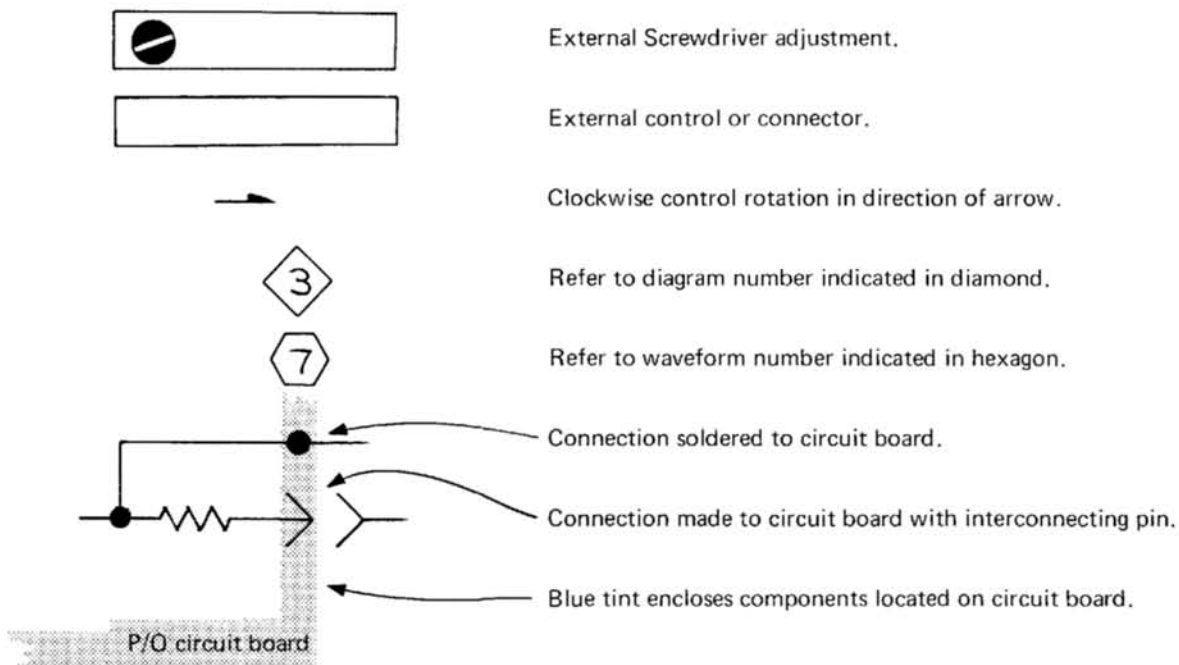 External Screwdriver adjustment.
External control or connector.
Clockwise control rotation in direction of arrow.
3
Refer to diagram number indicated in diamond.
7
Refer to waveform number indicated in hexagon.
Connection soldered to circuit board.
Connection made to circuit board with interconnecting pin.
Blue tint encloses components located on circuit board.
P/O circuit board